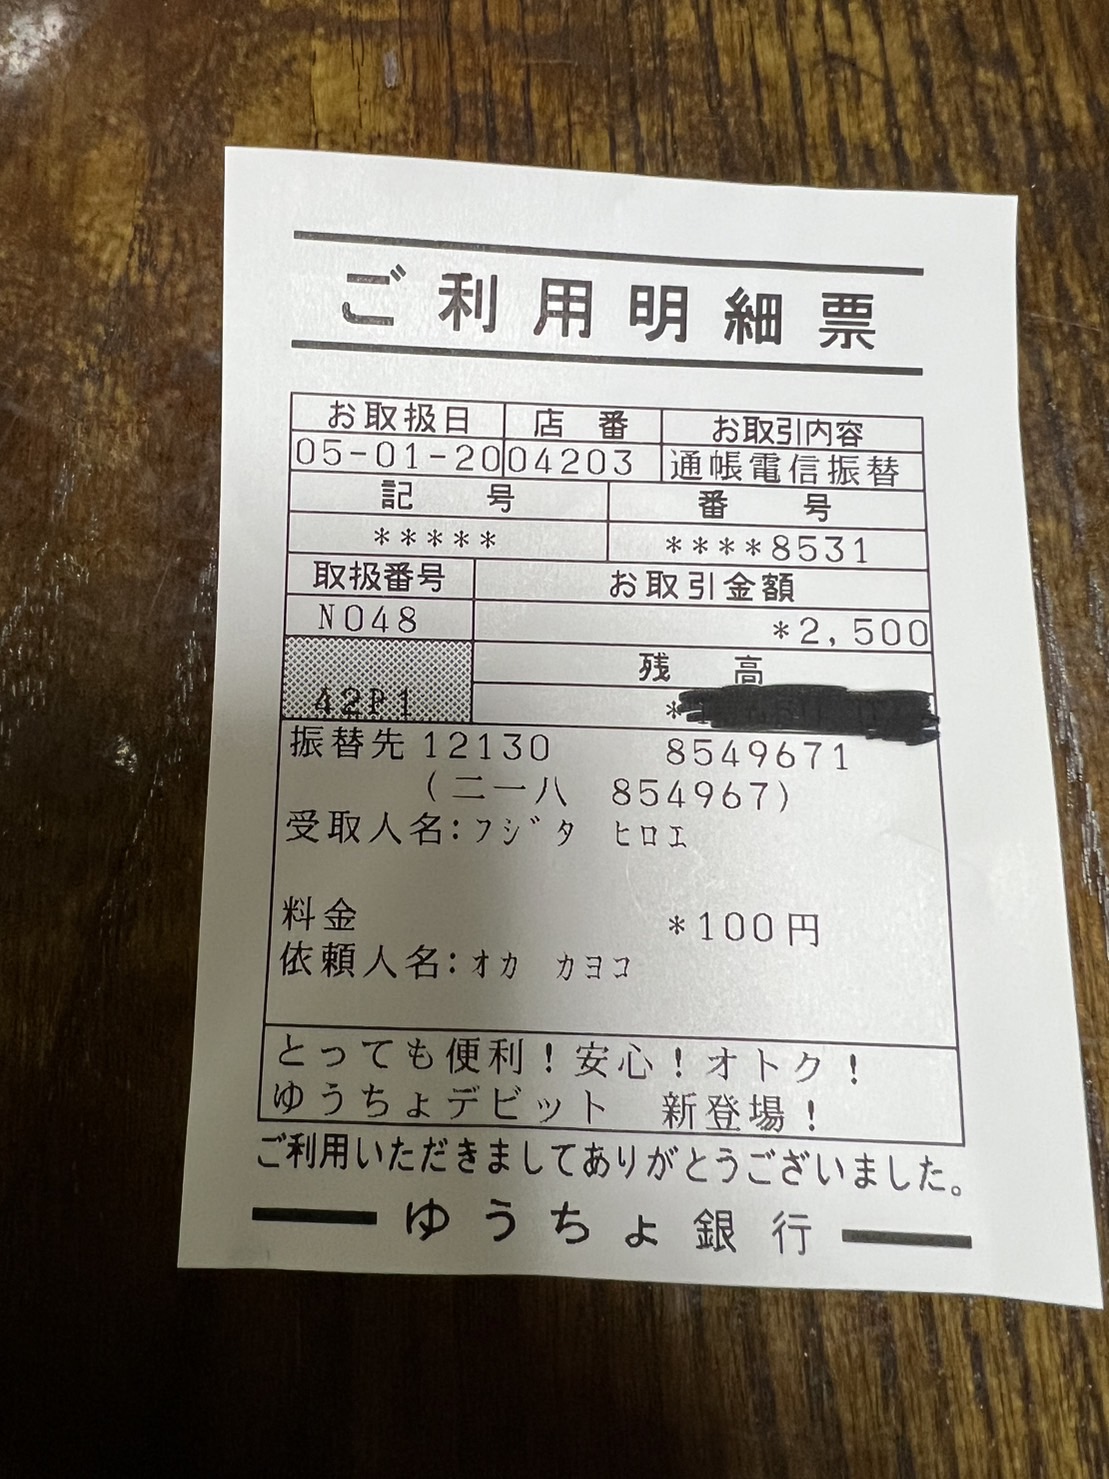 ご利用明細票
お取扱日 店番 お取引内容
05-01-20 04203 通帳電信振替
記号 番号
***** ****8531
取扱番号 お取引金額
N048 *2,500
残高
42P1 *
振替先 12130 8549671
(二一八 854967)
受取人名:フジタ ヒロエ
料金 *100円
依頼人名:オカ カヨコ
とっても便利!安心!オトク!
ゆうちょデビット 新登場!
ご利用いただきましてありがとうございました。
ゆうちょ銀行